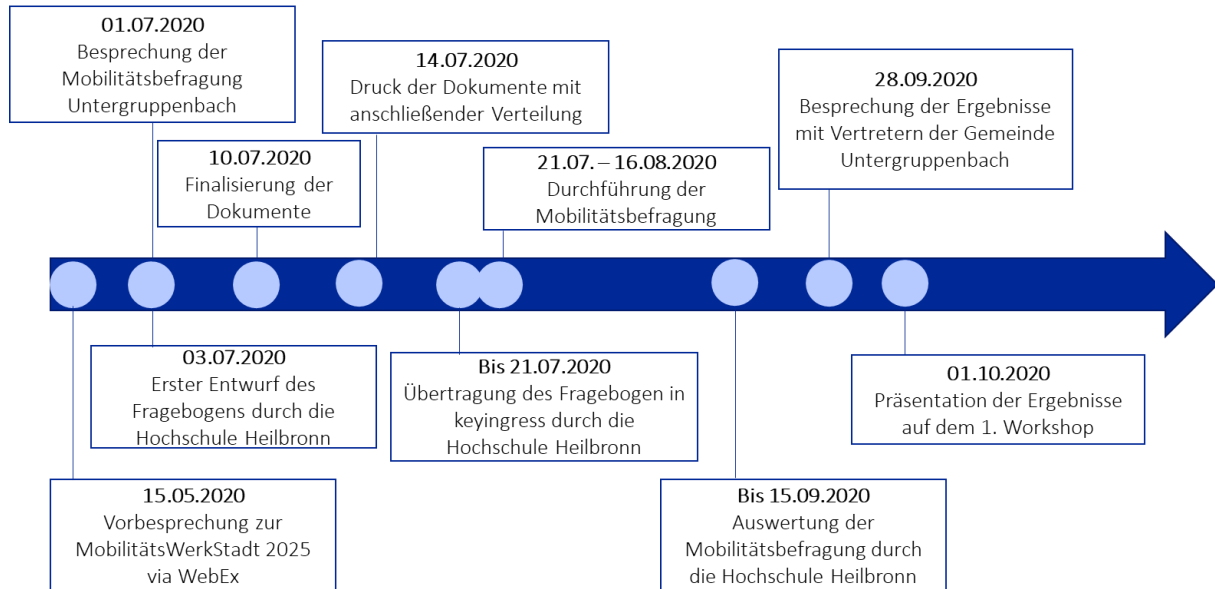 01.07.2020
Besprechung der
Mobilitätsbefragung
Untergruppenbach
14.07.2020
Druck der Dokumente mit
anschließender Verteilung
28.09.2020
Besprechung der Ergebnisse
mit Vertretern der Gemeinde
Untergruppenbach
10.07.2020
Finalisierung der
Dokumente
21.07. – 16.08.2020
Durchführung der
Mobilitätsbefragung
03.07.2020
Erster Entwurf des
Fragebogens durch die
Hochschule Heilbronn
Bis 21.07.2020
Übertragung des Fragebogen in
keyingress durch die
Hochschule Heilbronn
01.10.2020
Präsentation der Ergebnisse
auf dem 1. Workshop
15.05.2020
Vorbesprechung zur
MobilitätsWerkStadt 2025
via WebEx
Bis 15.09.2020
Auswertung der
Mobilitätsbefragung durch
die Hochschule Heilbronn